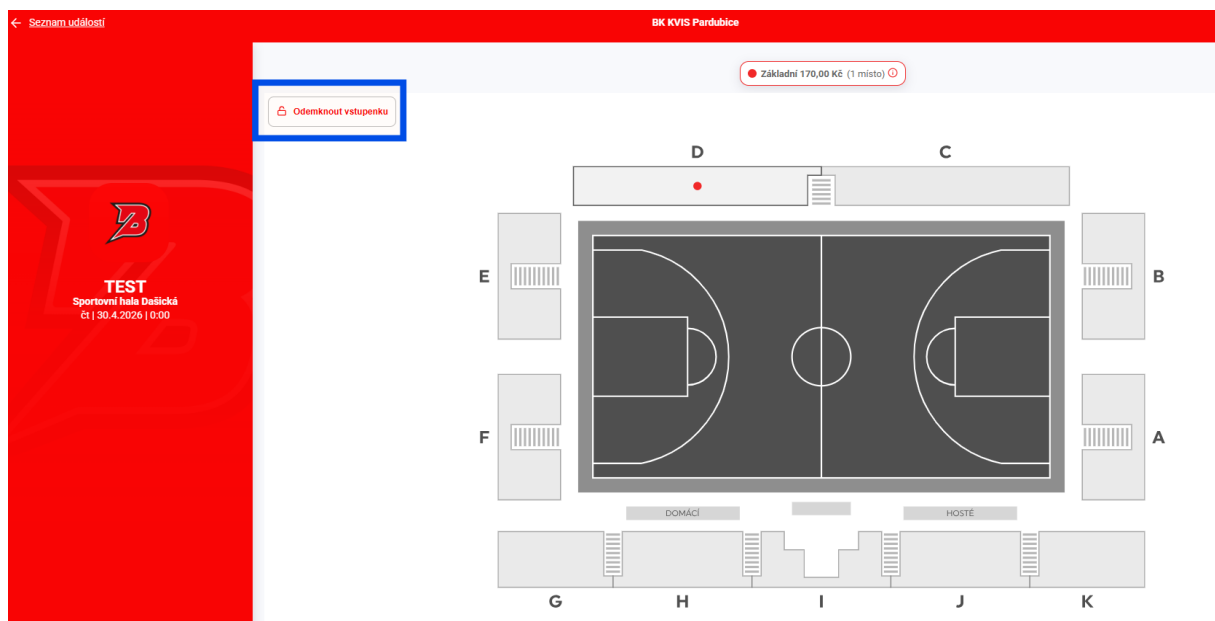 ← Seznam událostí
BK KVIS Pardubice
Základní 170,00 Kč (1 místo)
Odemknout vstupenku
TEST
Sportovní hala Dašická
čt | 30.4.2026 | 0:00
D
C
E
B
F
A
DOMÁCÍ
HOSTÉ
G
H
I
J
K